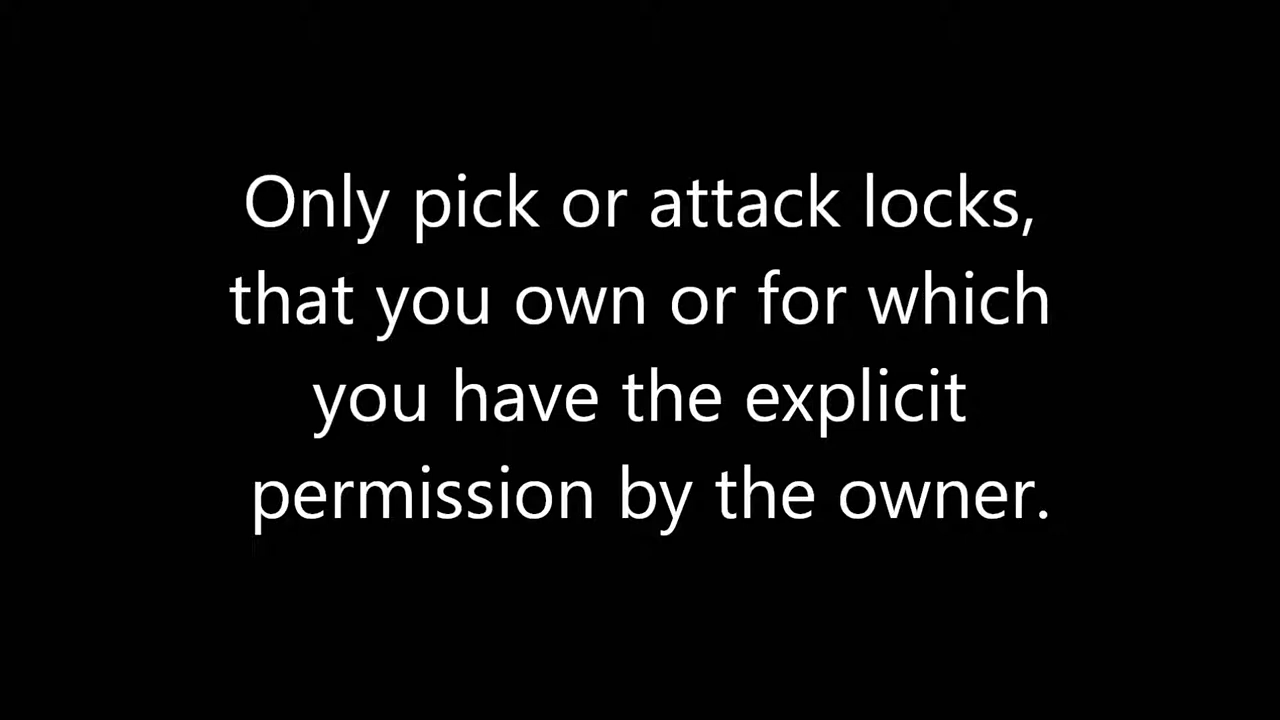 Only pick or attack locks,
that you own or for which
you have the explicit
permission by the owner.